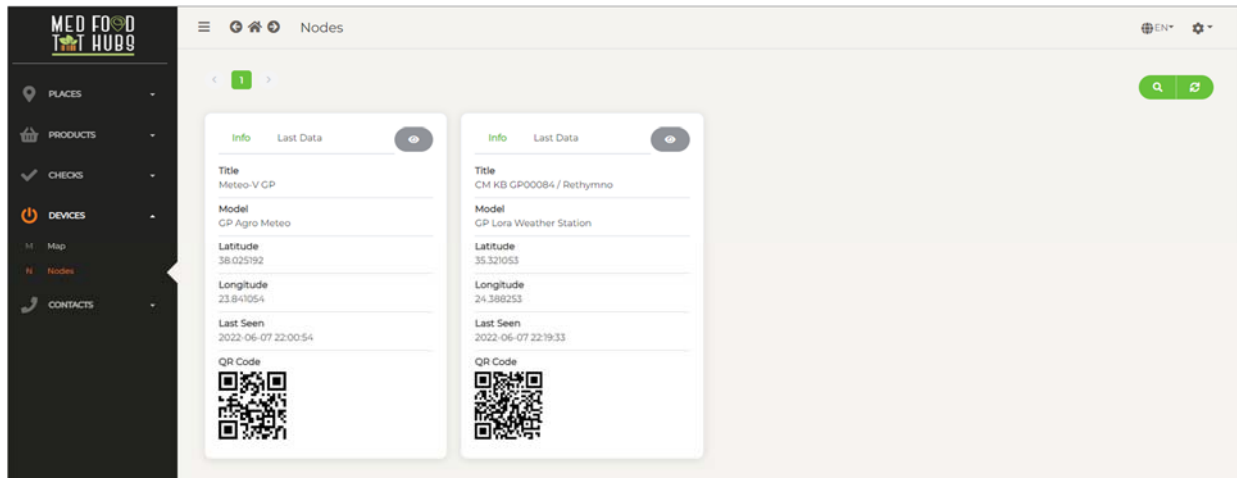 MED FOOD
TTT HUBS
Nodes
EN
PLACES
PRODUCTS
CHECKS
DEVICES
M Map
N Nodes
CONTACTS
1
Info Last Data
Title
Meteo-V GP
Model
GP Agro Meteo
Latitude
38.025192
Longitude
23.841054
Last Seen
2022-06-07 22:00:54
QR Code
Info Last Data
Title
CM KB GP00084 / Rethymno
Model
GP Lora Weather Station
Latitude
35.321053
Longitude
24.388253
Last Seen
2022-06-07 22:19:33
QR Code